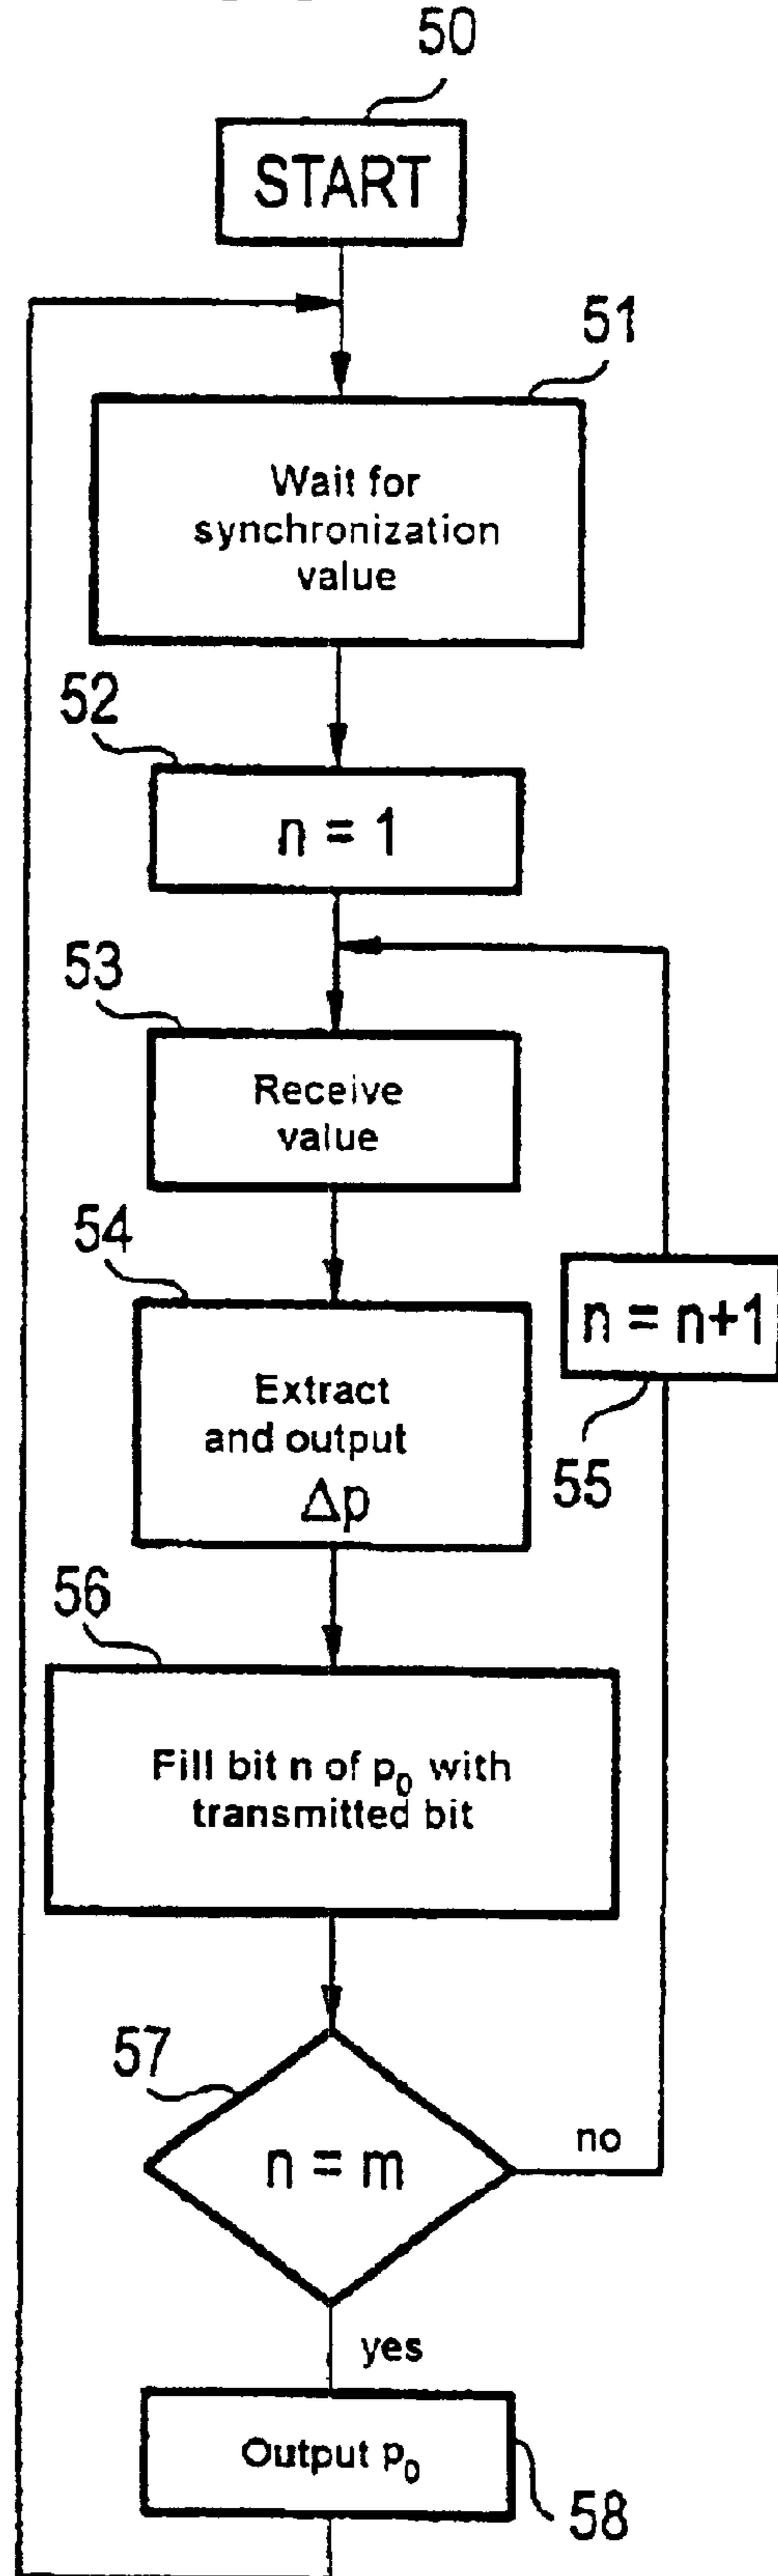 50
START
51
Wait for
synchronization
value
52
n = 1
53
Receive
value
54
Extract
and output
Δp
n = n+1
55
56
Fill bit n of p₀ with
transmitted bit
57
n = m
no
yes
Output p₀
58